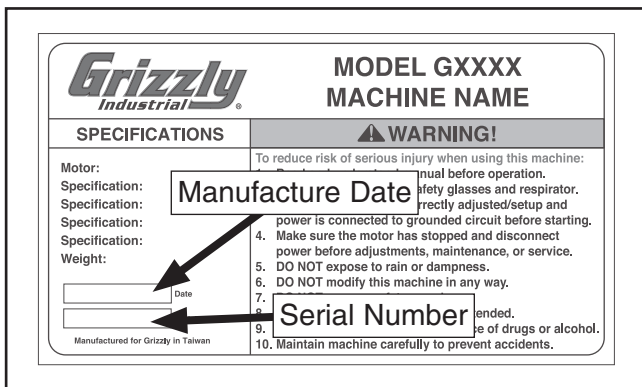 Grizzly
Industrial ®
MODEL GXXXX
MACHINE NAME
SPECIFICATIONS
WARNING!
Motor:
Specification:
Specification:
Specification:
Specification:
Weight:
Date
Manufactured for Grizzly in Taiwan
Manufacture Date
Serial Number
To reduce risk of serious injury when using this machine:
manual before operation.
safety glasses and respirator.
correctly adjusted/setup and
power is connected to grounded circuit before starting.
4. Make sure the motor has stopped and disconnect
power before adjustments, maintenance, or service.
5. DO NOT expose to rain or dampness.
6. DO NOT modify this machine in any way.
7.
9. of drugs or alcohol.
10. Maintain machine carefully to prevent accidents.